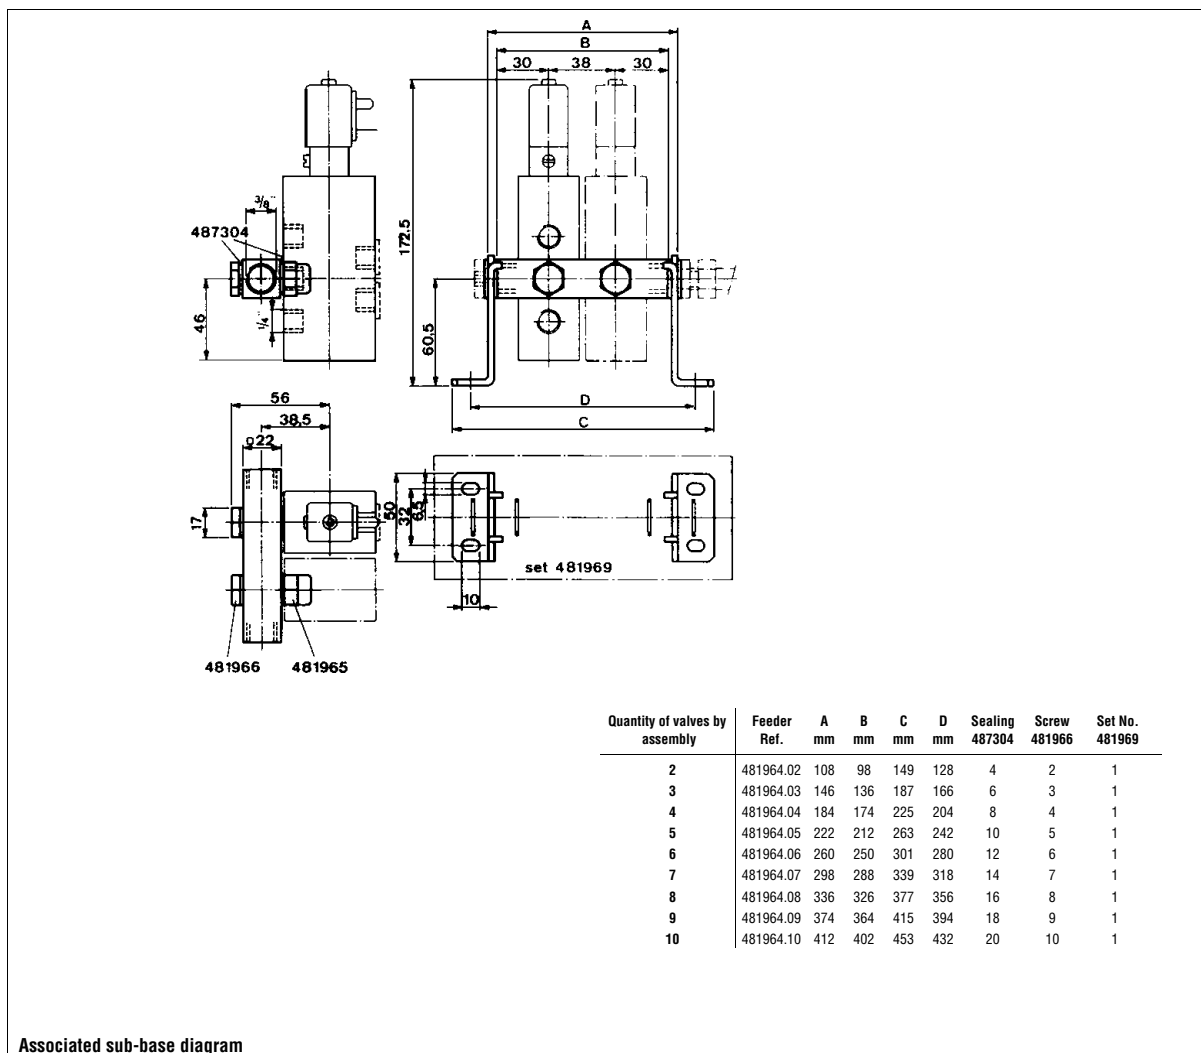 A
B
30 38 30
3/8"
487304
172,5
46
1/4"
60,5
D
C
56
38,5
22
17
50
32
6,5
set 481969
10
481966 481965
Quantity of valves by assembly Feeder Ref. A mm B mm C mm D mm Sealing 487304 Screw 481966 Set No. 481969
2 481964.02 108 98 149 128 4 2 1
3 481964.03 146 136 187 166 6 3 1
4 481964.04 184 174 225 204 8 4 1
5 481964.05 222 212 263 242 10 5 1
6 481964.06 260 250 301 280 12 6 1
7 481964.07 298 288 339 318 14 7 1
8 481964.08 336 326 377 356 16 8 1
9 481964.09 374 364 415 394 18 9 1
10 481964.10 412 402 453 432 20 10 1
Associated sub-base diagram